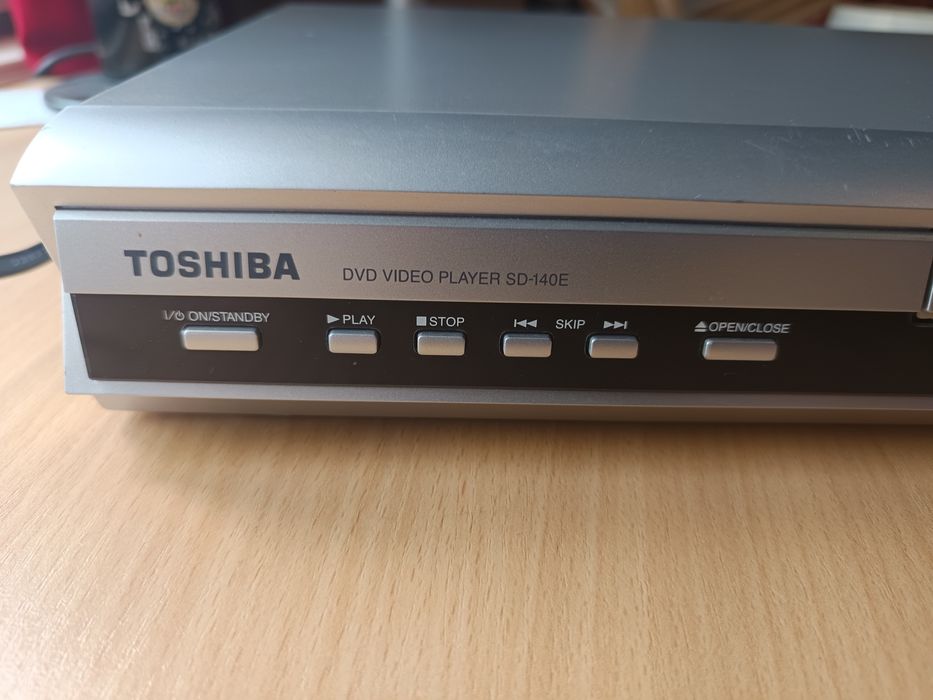 TOSHIBA DVD VIDEO PLAYER SD-140E
I/⏻ ON/STANDBY ▶ PLAY ■ STOP ⏮ SKIP ⏭ ⏏ OPEN/CLOSE